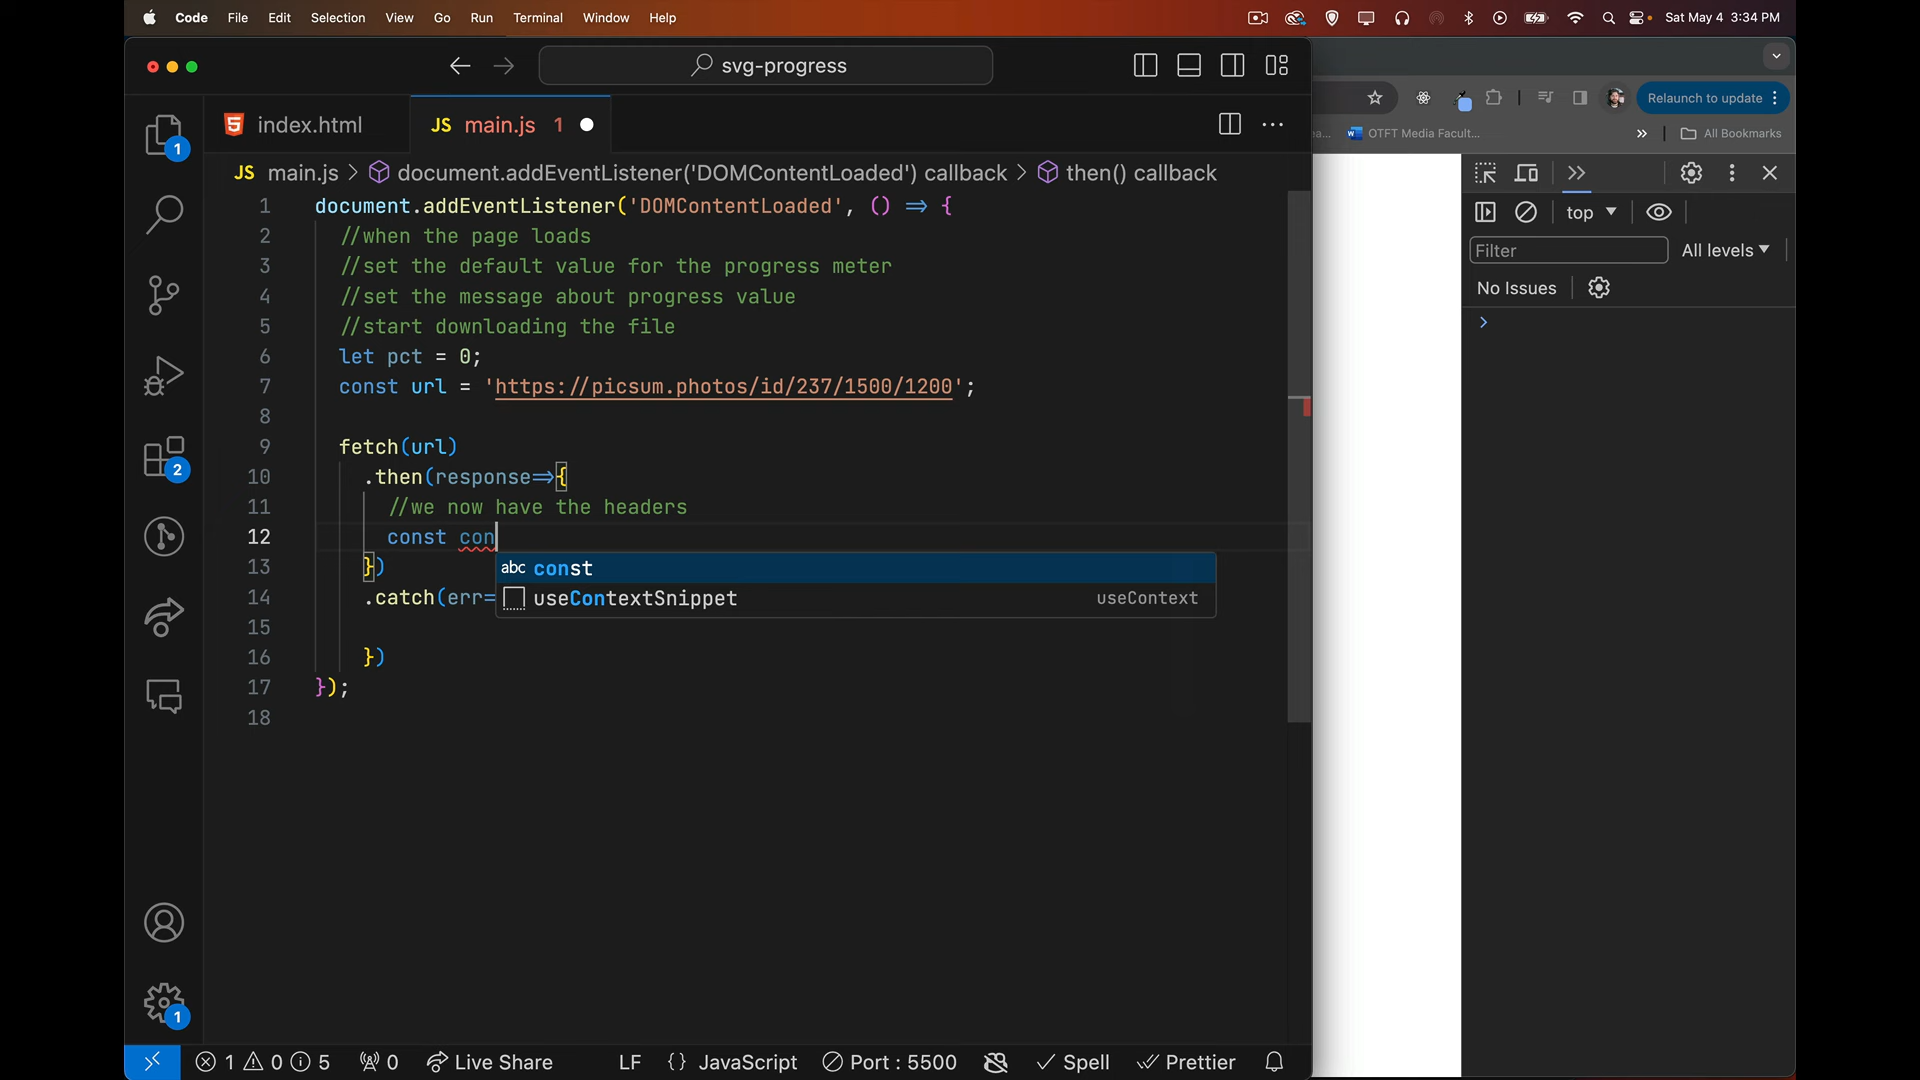 Code File Edit Selection View Go Run Terminal Window Help Sat May 4 3:34 PM
svg-progress
Relaunch to update
index.html
JS main.js 1
OTFT Media Facult...
All Bookmarks
JS main.js > document.addEventListener('DOMContentLoaded') callback > then() callback
1 document.addEventListener('DOMContentLoaded', () => {
2 //when the page loads
3 //set the default value for the progress meter
4 //set the message about progress value
5 //start downloading the file
6 let pct = 0;
7 const url = 'https://picsum.photos/id/237/1500/1200';
8
9 fetch(url)
10 .then(response=>{
11 //we now have the headers
12 const con
abc const
13 })
14 .catch(err=
useContextSnippet useContext
15
16 })
17 });
18
top
Filter All levels
No Issues
>
1
2
1
1 0 5 0 Live Share LF {} JavaScript Port : 5500 Spell Prettier